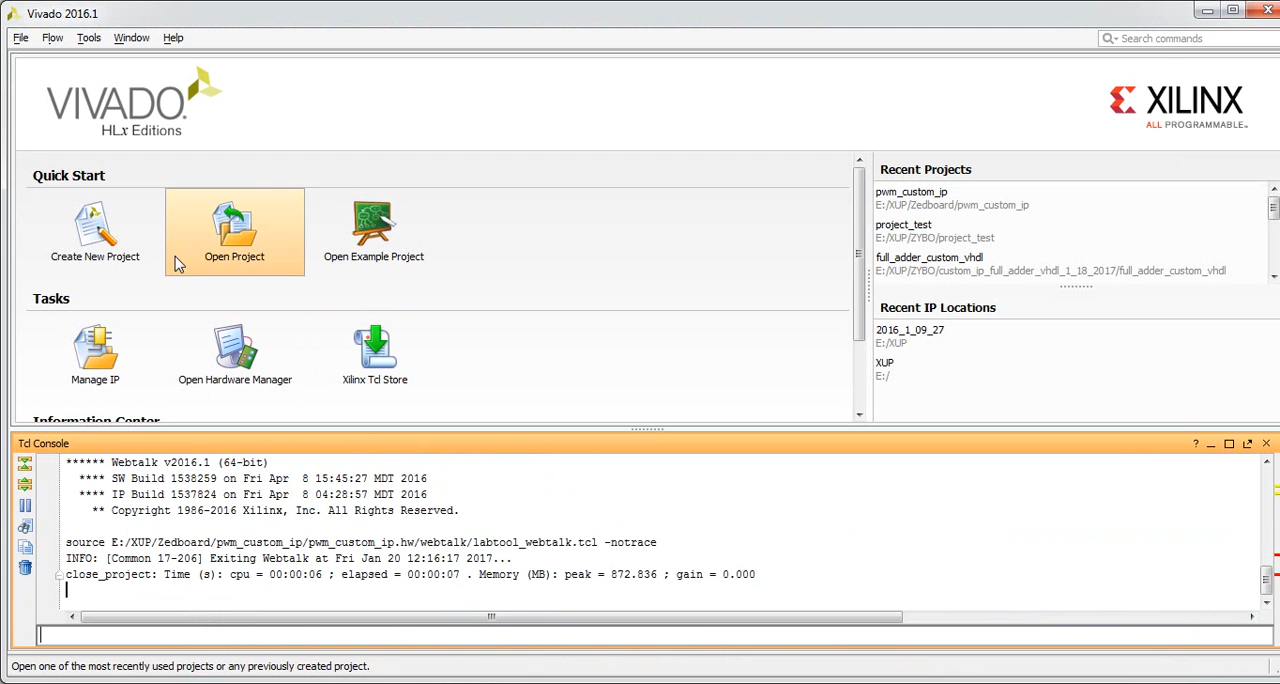 Vivado 2016.1
File Flow Tools Window Help
Search commands
VIVADO.
HLx Editions
XILINX
ALL PROGRAMMABLE™
Quick Start
Create New Project
Open Project
Open Example Project
Tasks
Manage IP
Open Hardware Manager
Xilinx Tcl Store
Information Center
Recent Projects
pwm_custom_ip
E:/XUP/Zedboard/pwm_custom_ip
project_test
E:/XUP/ZYBO/project_test
full_adder_custom_vhdl
E:/XUP/ZYBO/custom_ip_full_adder_vhdl_1_18_2017/full_adder_custom_vhdl
Recent IP Locations
2016_1_09_27
E:/XUP
XUP
E:/
Tcl Console
****** Webtalk v2016.1 (64-bit)
**** SW Build 1538259 on Fri Apr  8 15:45:27 MDT 2016
**** IP Build 1537824 on Fri Apr  8 04:28:57 MDT 2016
** Copyright 1986-2016 Xilinx, Inc. All Rights Reserved.
source E:/XUP/Zedboard/pwm_custom_ip/pwm_custom_ip.hw/webtalk/labtool_webtalk.tcl -notrace
INFO: [Common 17-206] Exiting Webtalk at Fri Jan 20 12:16:17 2017...
close_project: Time (s): cpu = 00:00:06 ; elapsed = 00:00:07 . Memory (MB): peak = 872.836 ; gain = 0.000
Open one of the most recently used projects or any previously created project.